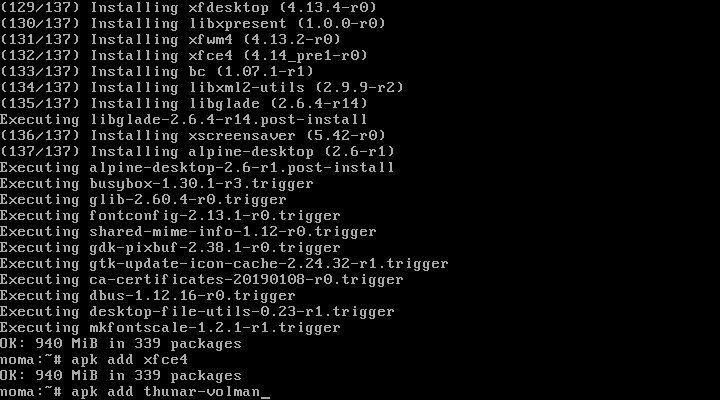 (129/137) Installing xfdesktop (4.13.4-r0)
(130/137) Installing libxpresent (1.0.0-r0)
(131/137) Installing xfwm4 (4.13.2-r0)
(132/137) Installing xfce4 (4.14_pre1-r0)
(133/137) Installing bc (1.07.1-r1)
(134/137) Installing libxml2-utils (2.9.9-r2)
(135/137) Installing libglade (2.6.4-r14)
Executing libglade-2.6.4-r14.post-install
(136/137) Installing xscreensaver (5.42-r0)
(137/137) Installing alpine-desktop (2.6-r1)
Executing alpine-desktop-2.6-r1.post-install
Executing busybox-1.30.1-r3.trigger
Executing glib-2.60.4-r0.trigger
Executing fontconfig-2.13.1-r0.trigger
Executing shared-mime-info-1.12-r0.trigger
Executing gdk-pixbuf-2.38.1-r0.trigger
Executing gtk-update-icon-cache-2.24.32-r1.trigger
Executing ca-certificates-20190108-r0.trigger
Executing dbus-1.12.16-r0.trigger
Executing desktop-file-utils-0.23-r1.trigger
Executing mkfontscale-1.2.1-r1.trigger
OK: 940 MiB in 339 packages
noma:~# apk add xfce4
OK: 940 MiB in 339 packages
noma:~# apk add thunar-volman_